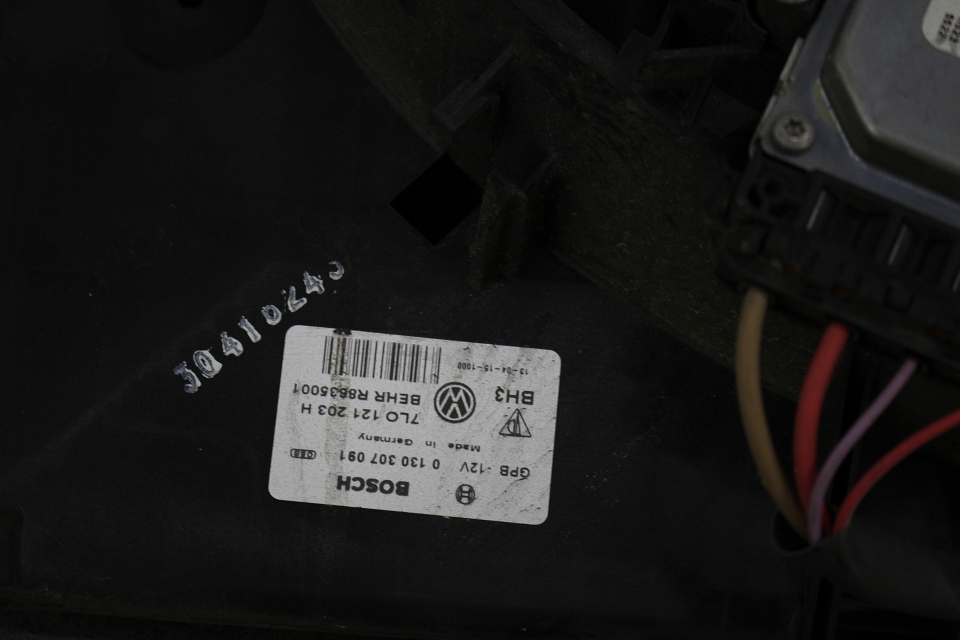 30410240
BOSCH
GPB -12V 0 130 307 091
Made in Germany
7L0 121 203 H
BEHR R8635001
BH3
13-04-15-1000